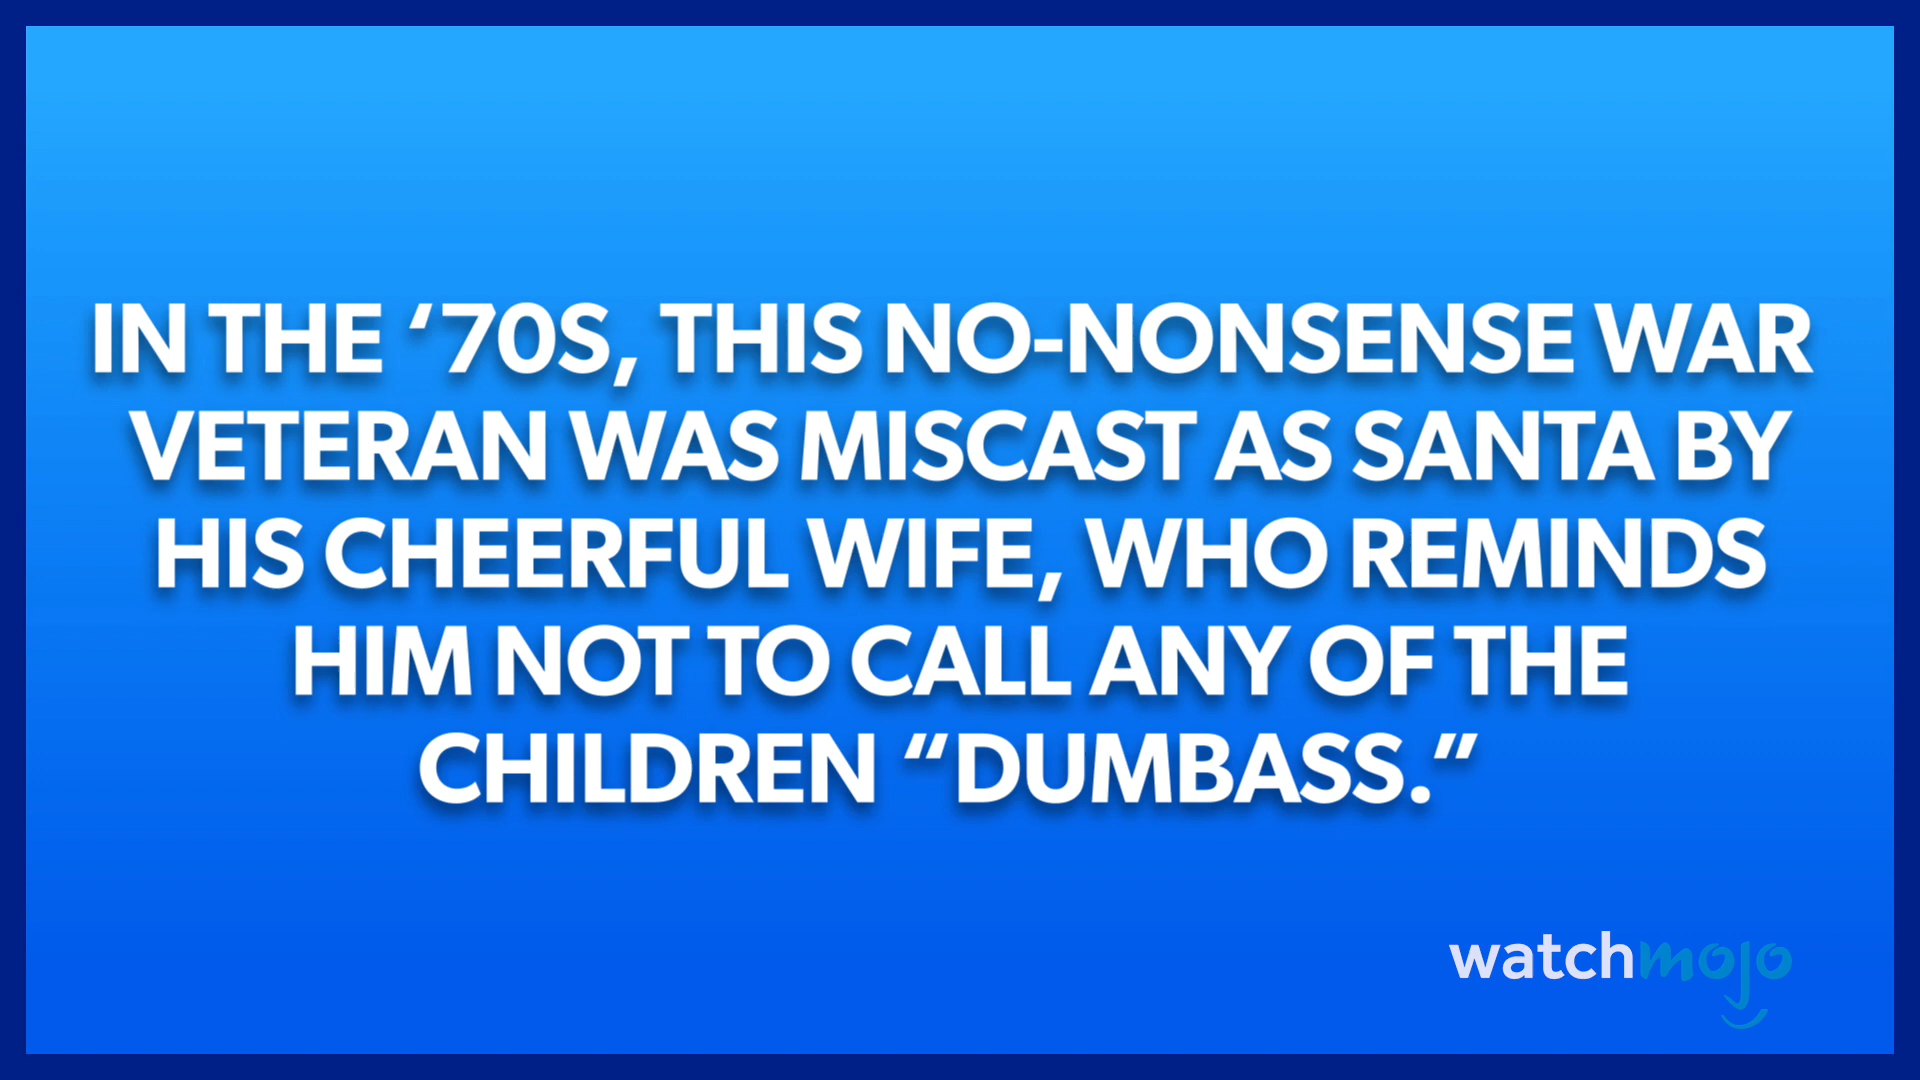 IN THE ‘70S, THIS NO-NONSENSE WAR
VETERAN WAS MISCAST AS SANTA BY
HIS CHEERFUL WIFE, WHO REMINDS
HIM NOT TO CALL ANY OF THE
CHILDREN “DUMBASS.”
watchmojo